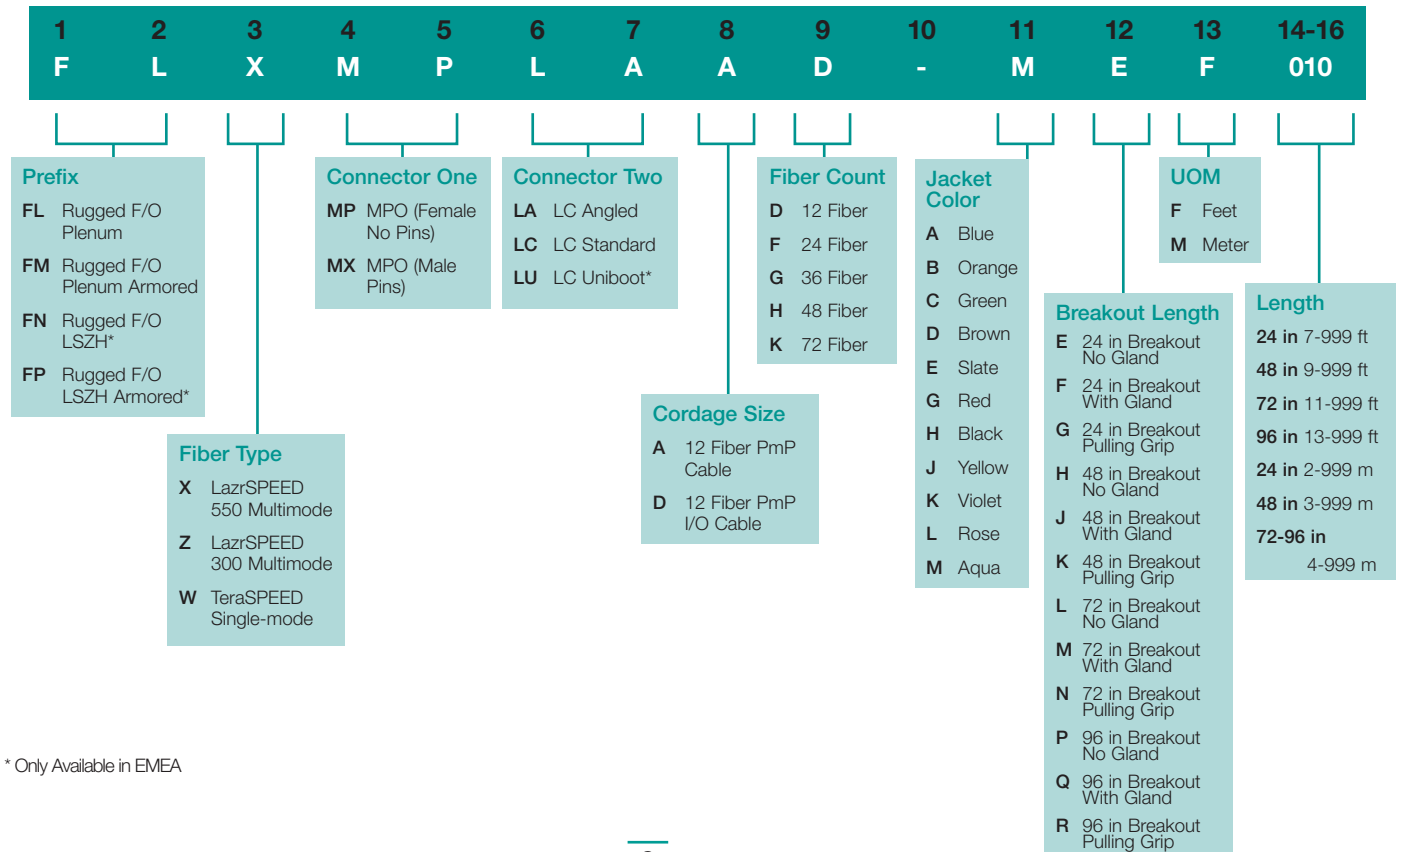 1 2 3 4 5 6 7 8 9 10 11 12 13 14-16
F L X M P L A A D - M E F 010
Prefix
FL Rugged F/O
Plenum
FM Rugged F/O
Plenum Armored
FN Rugged F/O
LSZH*
FP Rugged F/O
LSZH Armored*
Fiber Type
X LazrSPEED
550 Multimode
Z LazrSPEED
300 Multimode
W TeraSPEED
Single-mode
Connector One
MP MPO (Female
No Pins)
MX MPO (Male
Pins)
Connector Two
LA LC Angled
LC LC Standard
LU LC Uniboot*
Cordage Size
A 12 Fiber PmP
Cable
D 12 Fiber PmP
I/O Cable
Fiber Count
D 12 Fiber
F 24 Fiber
G 36 Fiber
H 48 Fiber
K 72 Fiber
Jacket
Color
A Blue
B Orange
C Green
D Brown
E Slate
G Red
H Black
J Yellow
K Violet
L Rose
M Aqua
Breakout Length
E 24 in Breakout
No Gland
F 24 in Breakout
With Gland
G 24 in Breakout
Pulling Grip
H 48 in Breakout
No Gland
J 48 in Breakout
With Gland
K 48 in Breakout
Pulling Grip
L 72 in Breakout
No Gland
M 72 in Breakout
With Gland
N 72 in Breakout
Pulling Grip
P 96 in Breakout
No Gland
Q 96 in Breakout
With Gland
R 96 in Breakout
Pulling Grip
UOM
F Feet
M Meter
Length
24 in 7-999 ft
48 in 9-999 ft
72 in 11-999 ft
96 in 13-999 ft
24 in 2-999 m
48 in 3-999 m
72-96 in
4-999 m
* Only Available in EMEA